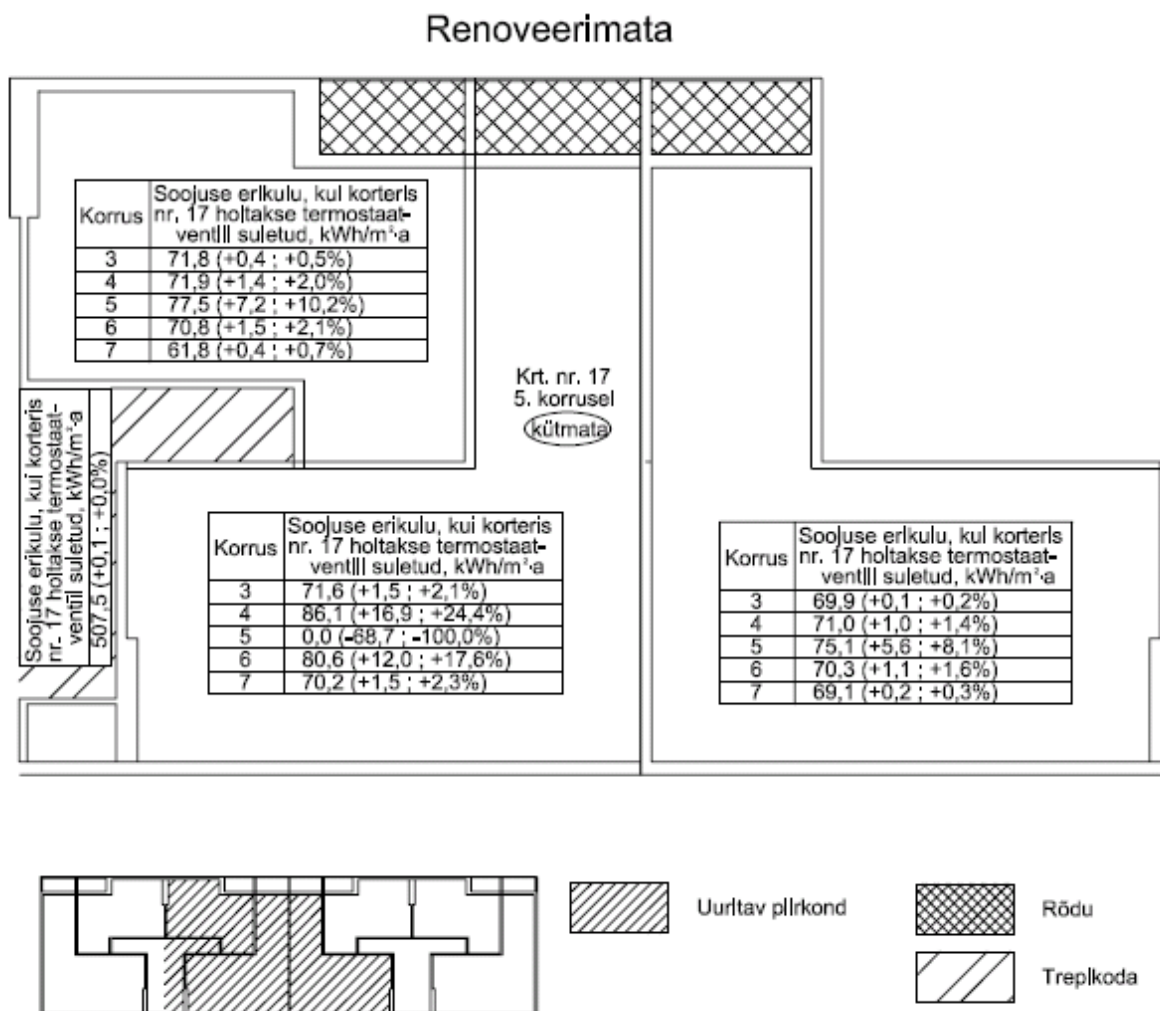 Renoveerimata
Korrus
Soojuse erikulu, kui korteris
nr. 17 hoitakse termostaat-
ventiil suletud, kWh/m²·a
3 71,8 (+0,4 ; +0,5%)
4 71,9 (+1,4 ; +2,0%)
5 77,5 (+7,2 ; +10,2%)
6 70,8 (+1,5 ; +2,1%)
7 61,8 (+0,4 ; +0,7%)
Krt. nr. 17
5. korrusel
kütmata
Soojuse erikulu, kui korteris
nr. 17 hoitakse termostaat-
ventiil suletud, kWh/m²·a
507,5 (+0,1 ; +0,0%)
Korrus
Soojuse erikulu, kui korteris
nr. 17 hoitakse termostaat-
ventiil suletud, kWh/m²·a
3 71,6 (+1,5 ; +2,1%)
4 86,1 (+16,9 ; +24,4%)
5 0,0 (-68,7 ; -100,0%)
6 80,6 (+12,0 ; +17,6%)
7 70,2 (+1,5 ; +2,3%)
Korrus
Soojuse erikulu, kui korteris
nr. 17 hoitakse termostaat-
ventiil suletud, kWh/m²·a
3 69,9 (+0,1 ; +0,2%)
4 71,0 (+1,0 ; +1,4%)
5 75,1 (+5,6 ; +8,1%)
6 70,3 (+1,1 ; +1,6%)
7 69,1 (+0,2 ; +0,3%)
Uuritav piirkond
Rõdu
Trepikoda